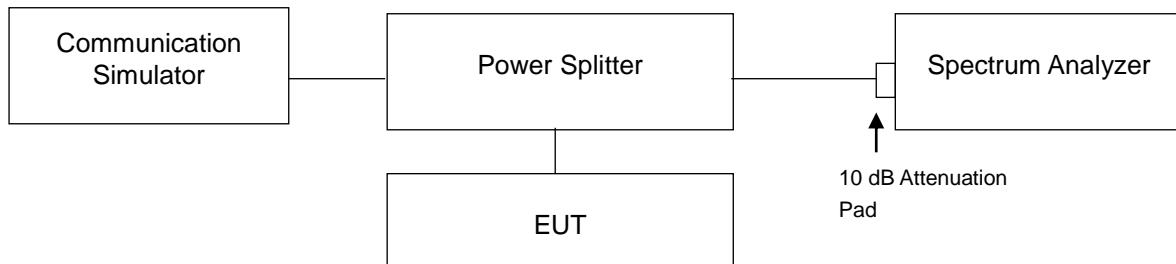 Communication
Simulator
Power Splitter
Spectrum Analyzer
10 dB Attenuation
Pad
EUT